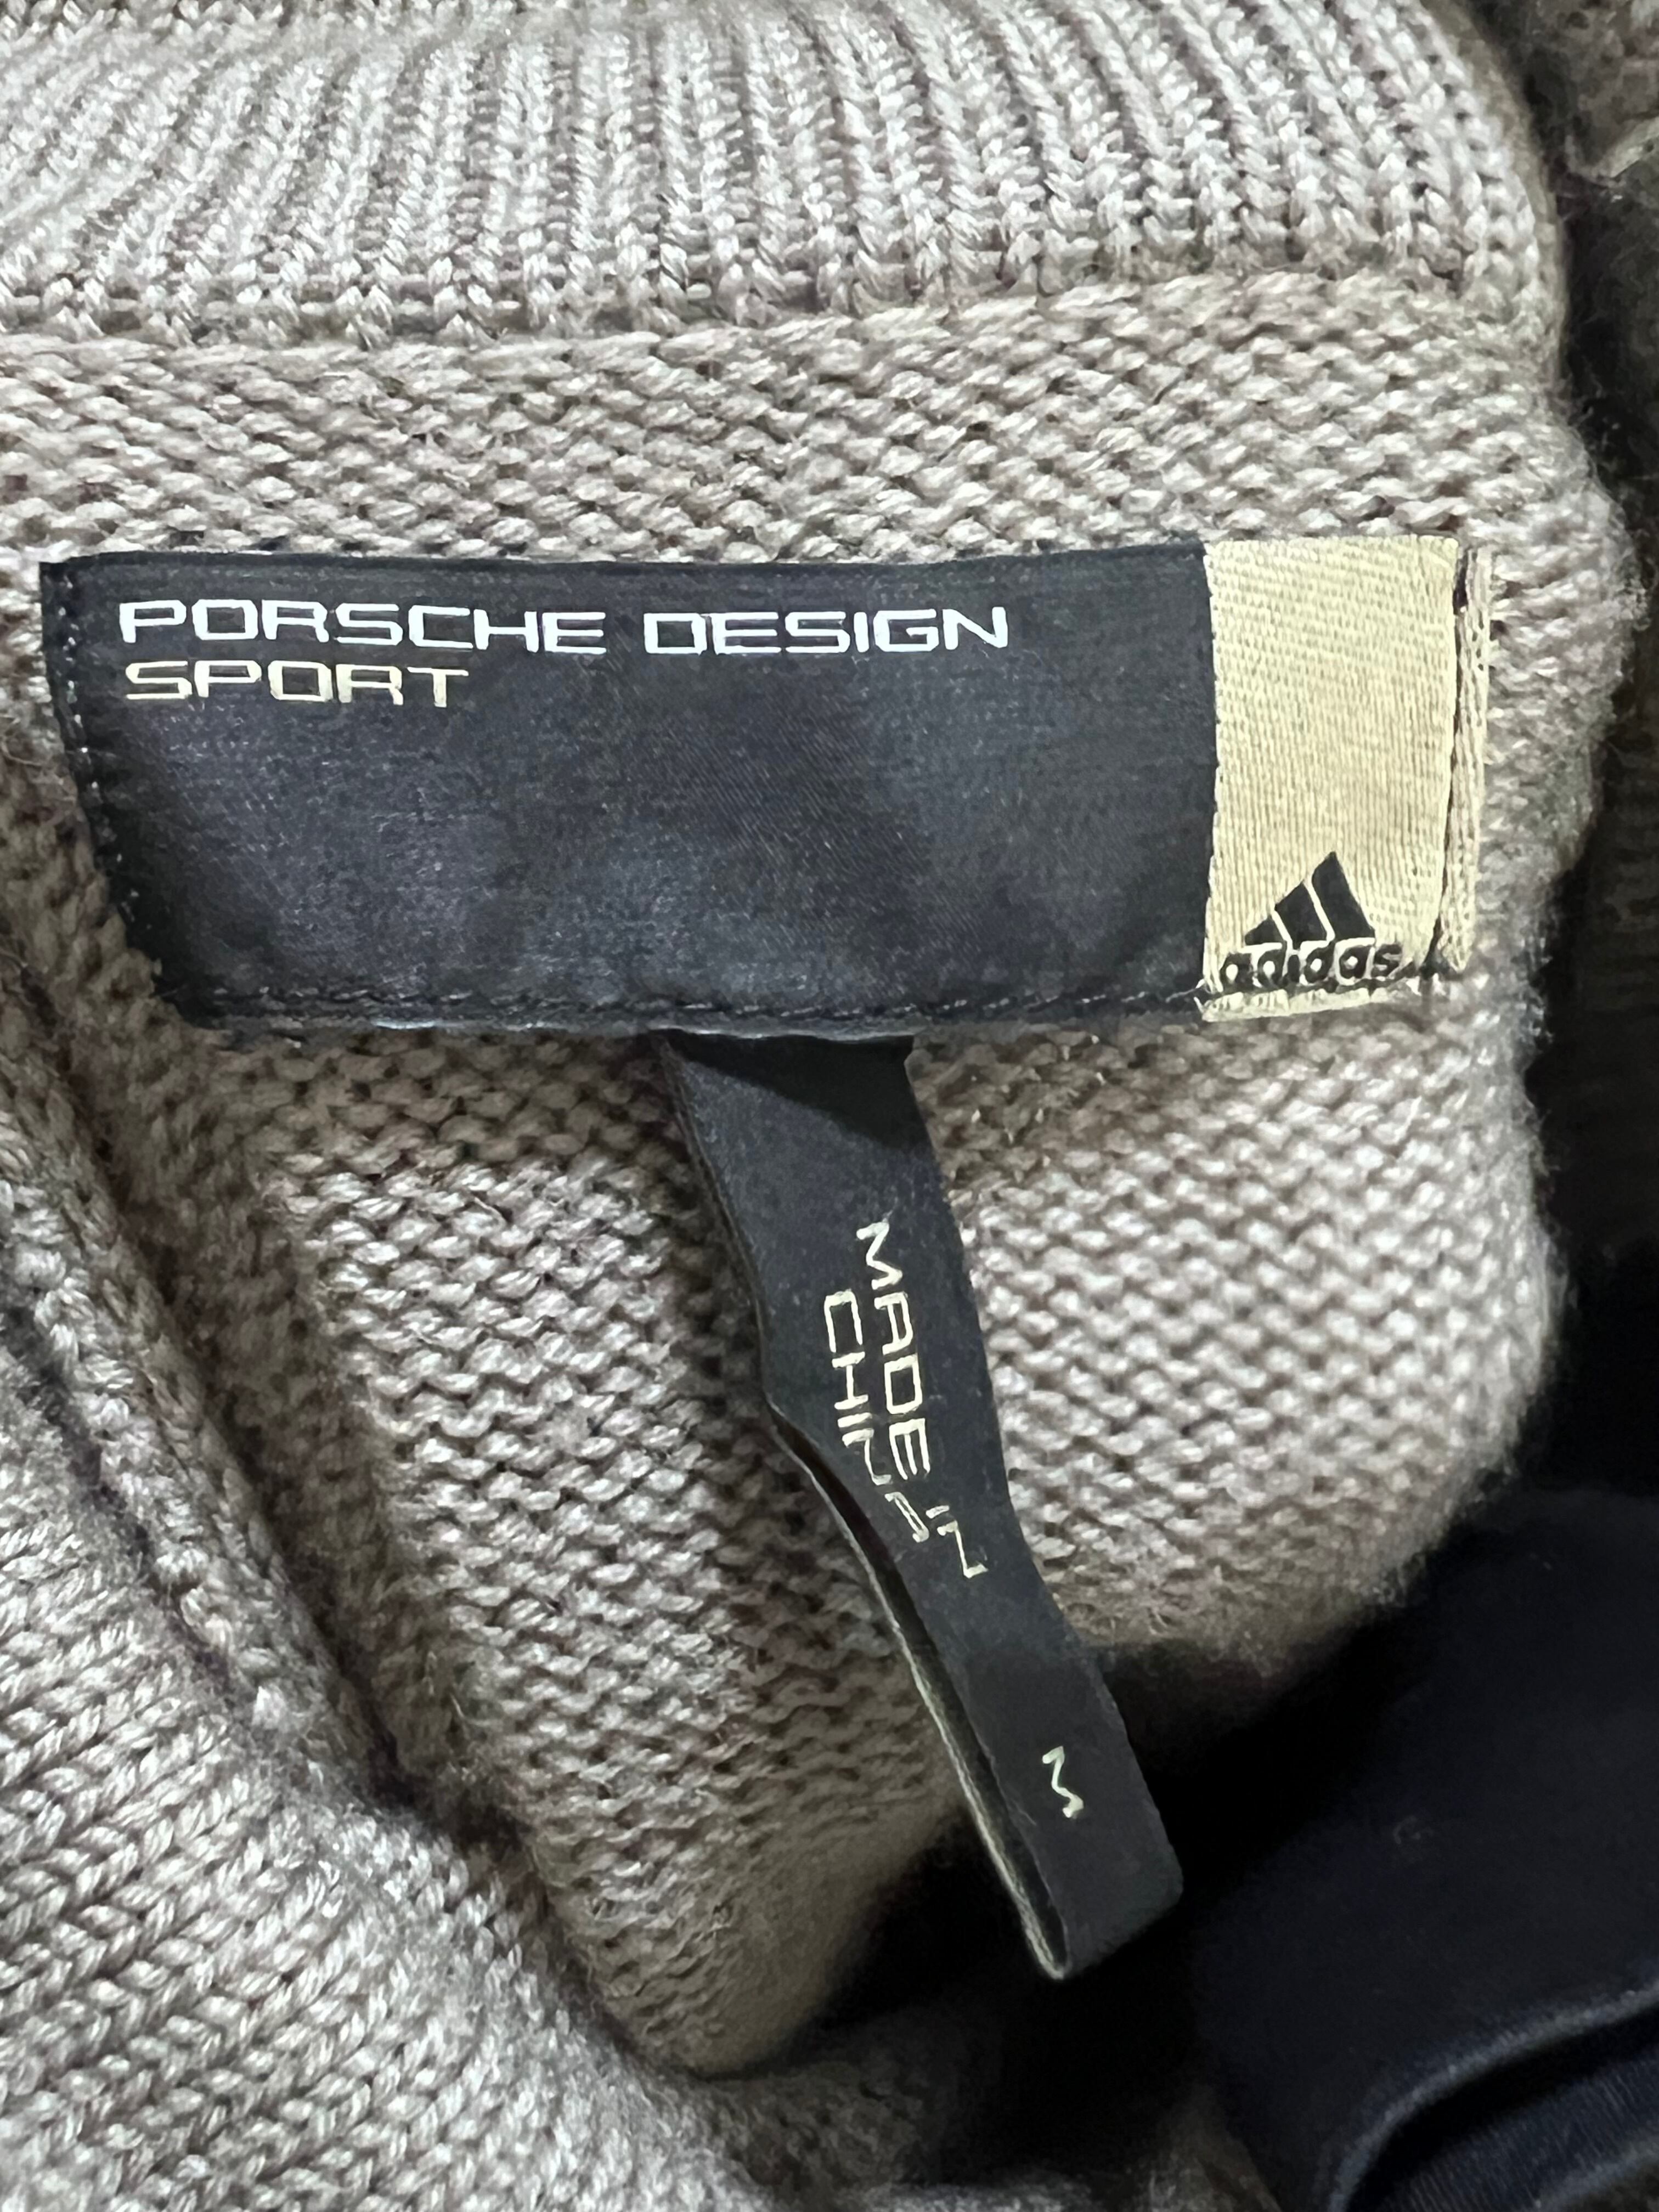 PORSCHE DESIGN
SPORT
adidas
MADE IN
CHINA
M